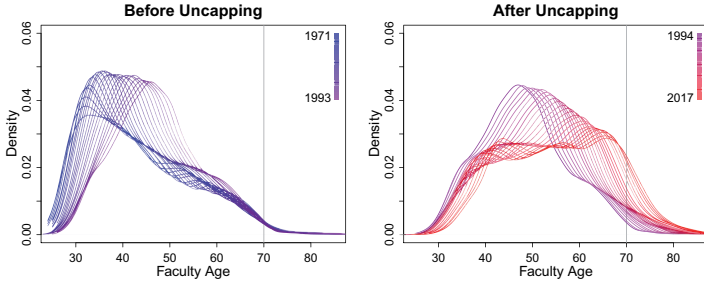 Before Uncapping
0.06
0.04
0.02
0.00
Density
1971
1993
30 40 50 60 70 80
Faculty Age
After Uncapping
0.06
0.04
0.02
0.00
Density
1994
2017
30 40 50 60 70 80
Faculty Age